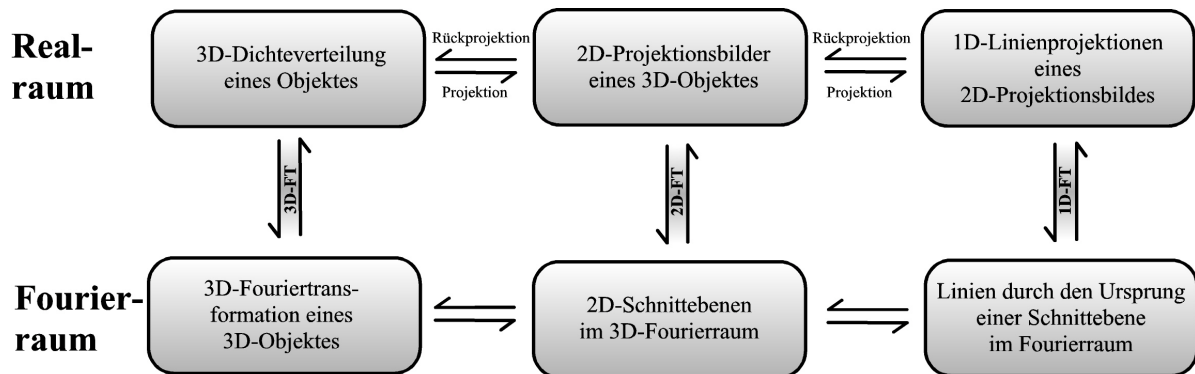 Real-
raum
3D-Dichteverteilung
eines Objektes
Rückprojektion
Projektion
2D-Projektionsbilder
eines 3D-Objektes
Rückprojektion
Projektion
1D-Linienprojektionen
eines
2D-Projektionsbildes
3D-FT
2D-FT
1D-FT
Fourier-
raum
3D-Fouriertrans-
formation eines
3D-Objektes
2D-Schnittebenen
im 3D-Fourierraum
Linien durch den Ursprung
einer Schnittebene
im Fourierraum